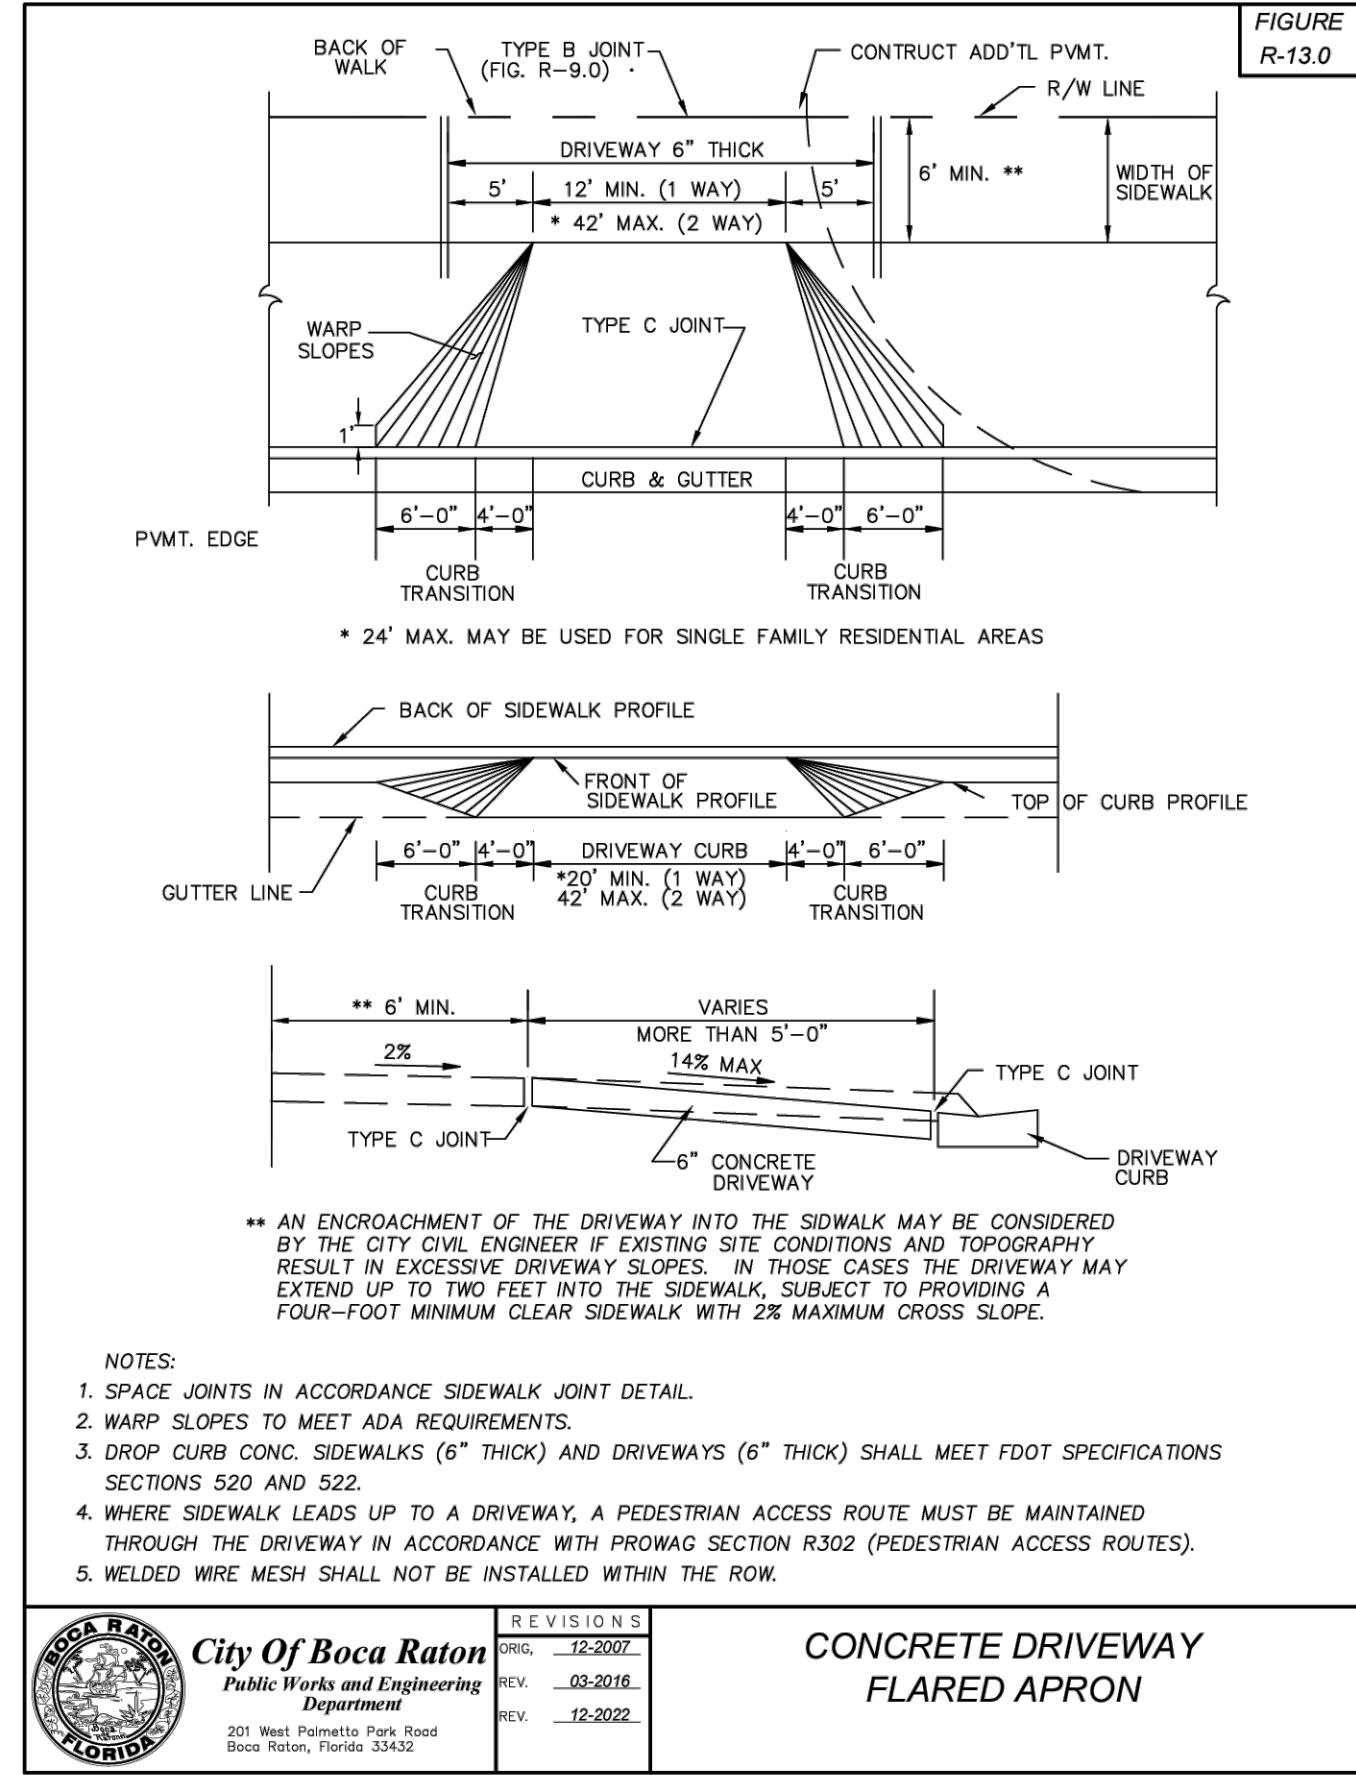 FIGURE
R-13.0
BACK OF
WALK
TYPE B JOINT
(FIG. R-9.0)
CONSTRUCT ADD'TL PVMT.
R/W LINE
DRIVEWAY 6" THICK
6' MIN. **
WIDTH OF
SIDEWALK
5'
12' MIN. (1 WAY)
5'
* 42' MAX. (2 WAY)
WARP
SLOPES
TYPE C JOINT
1'
CURB & GUTTER
6'-0"
4'-0"
4'-0"
6'-0"
PVMT. EDGE
CURB
TRANSITION
CURB
TRANSITION
* 24' MAX. MAY BE USED FOR SINGLE FAMILY RESIDENTIAL AREAS
BACK OF SIDEWALK PROFILE
FRONT OF
SIDEWALK PROFILE
TOP OF CURB PROFILE
6'-0"
4'-0"
DRIVEWAY CURB
4'-0"
6'-0"
*20' MIN. (1 WAY)
42' MAX. (2 WAY)
GUTTER LINE
CURB
TRANSITION
CURB
TRANSITION
** 6' MIN.
VARIES
MORE THAN 5'-0"
2%
14% MAX
TYPE C JOINT
TYPE C JOINT
6" CONCRETE
DRIVEWAY
DRIVEWAY
CURB
** AN ENCROACHMENT OF THE DRIVEWAY INTO THE SIDWALK MAY BE CONSIDERED
BY THE CITY CIVIL ENGINEER IF EXISTING SITE CONDITIONS AND TOPOGRAPHY
RESULT IN EXCESSIVE DRIVEWAY SLOPES. IN THOSE CASES THE DRIVEWAY MAY
EXTEND UP TO TWO FEET INTO THE SIDEWALK, SUBJECT TO PROVIDING A
FOUR-FOOT MINIMUM CLEAR SIDEWALK WITH 2% MAXIMUM CROSS SLOPE.
NOTES:
1. SPACE JOINTS IN ACCORDANCE SIDEWALK JOINT DETAIL.
2. WARP SLOPES TO MEET ADA REQUIREMENTS.
3. DROP CURB CONC. SIDEWALKS (6" THICK) AND DRIVEWAYS (6" THICK) SHALL MEET FDOT SPECIFICATIONS
SECTIONS 520 AND 522.
4. WHERE SIDEWALK LEADS UP TO A DRIVEWAY, A PEDESTRIAN ACCESS ROUTE MUST BE MAINTAINED
THROUGH THE DRIVEWAY IN ACCORDANCE WITH PROWAG SECTION R302 (PEDESTRIAN ACCESS ROUTES).
5. WELDED WIRE MESH SHALL NOT BE INSTALLED WITHIN THE ROW.
BOCA RATON
FLORIDA
City Of Boca Raton
Public Works and Engineering
Department
201 West Palmetto Park Road
Boca Raton, Florida 33432
REVISIONS
ORIG, 12-2007
REV. 03-2016
REV. 12-2022
CONCRETE DRIVEWAY
FLARED APRON